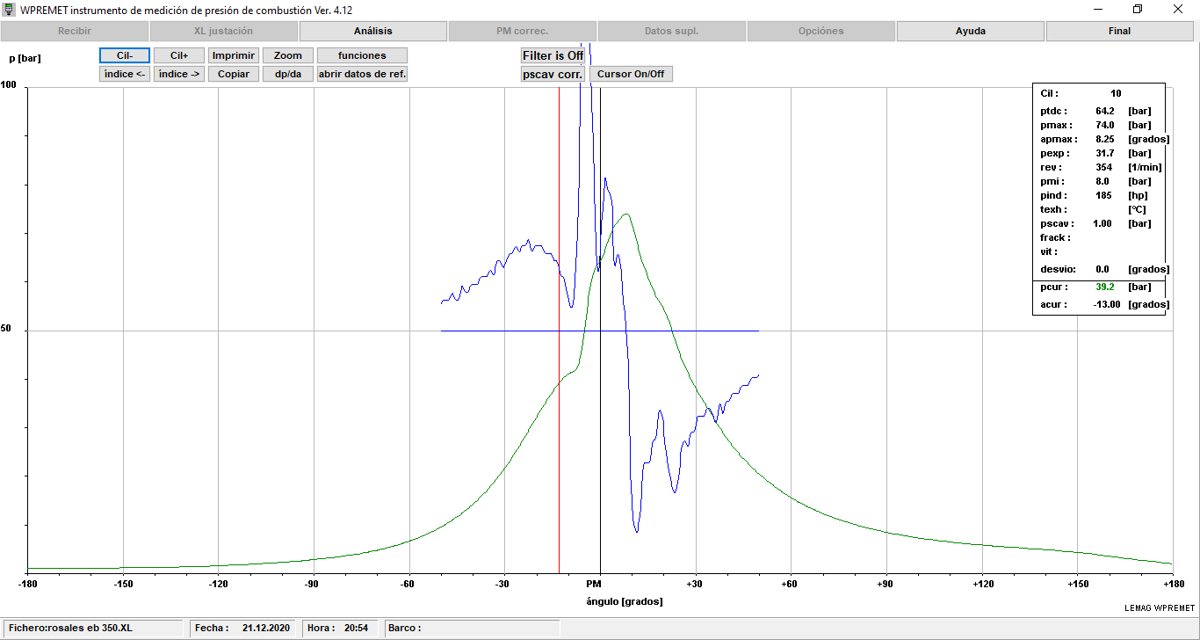 WPREMET instrumento de medición de presión de combustión Ver. 4.12
Recibir XL justación Análisis PM correc. Datos supl. Opciónes Ayuda Final
p [bar] Cil- Cil+ Imprimir Zoom funciones Filter is Off
índice <- índice -> Copiar dp/da abrir datos de ref. pscav corr. Cursor On/Off
100
Cil : 10
ptdc : 64.2 [bar]
pmax : 74.0 [bar]
apmax : 8.25 [grados]
pexp : 31.7 [bar]
rev : 354 [1/min]
pmi : 8.0 [bar]
pind : 185 [hp]
texh : [°C]
pscav : 1.00 [bar]
frack :
vit :
desvio: 0.0 [grados]
pcur : 39.2 [bar]
acur : -13.00 [grados]
50
-180 -150 -120 -90 -60 -30 PM +30 +60 +90 +120 +150 +180
ángulo [grados]
LEMAG WPREMET
Fichero:rosales eb 350.XL Fecha : 21.12.2020 Hora : 20:54 Barco :